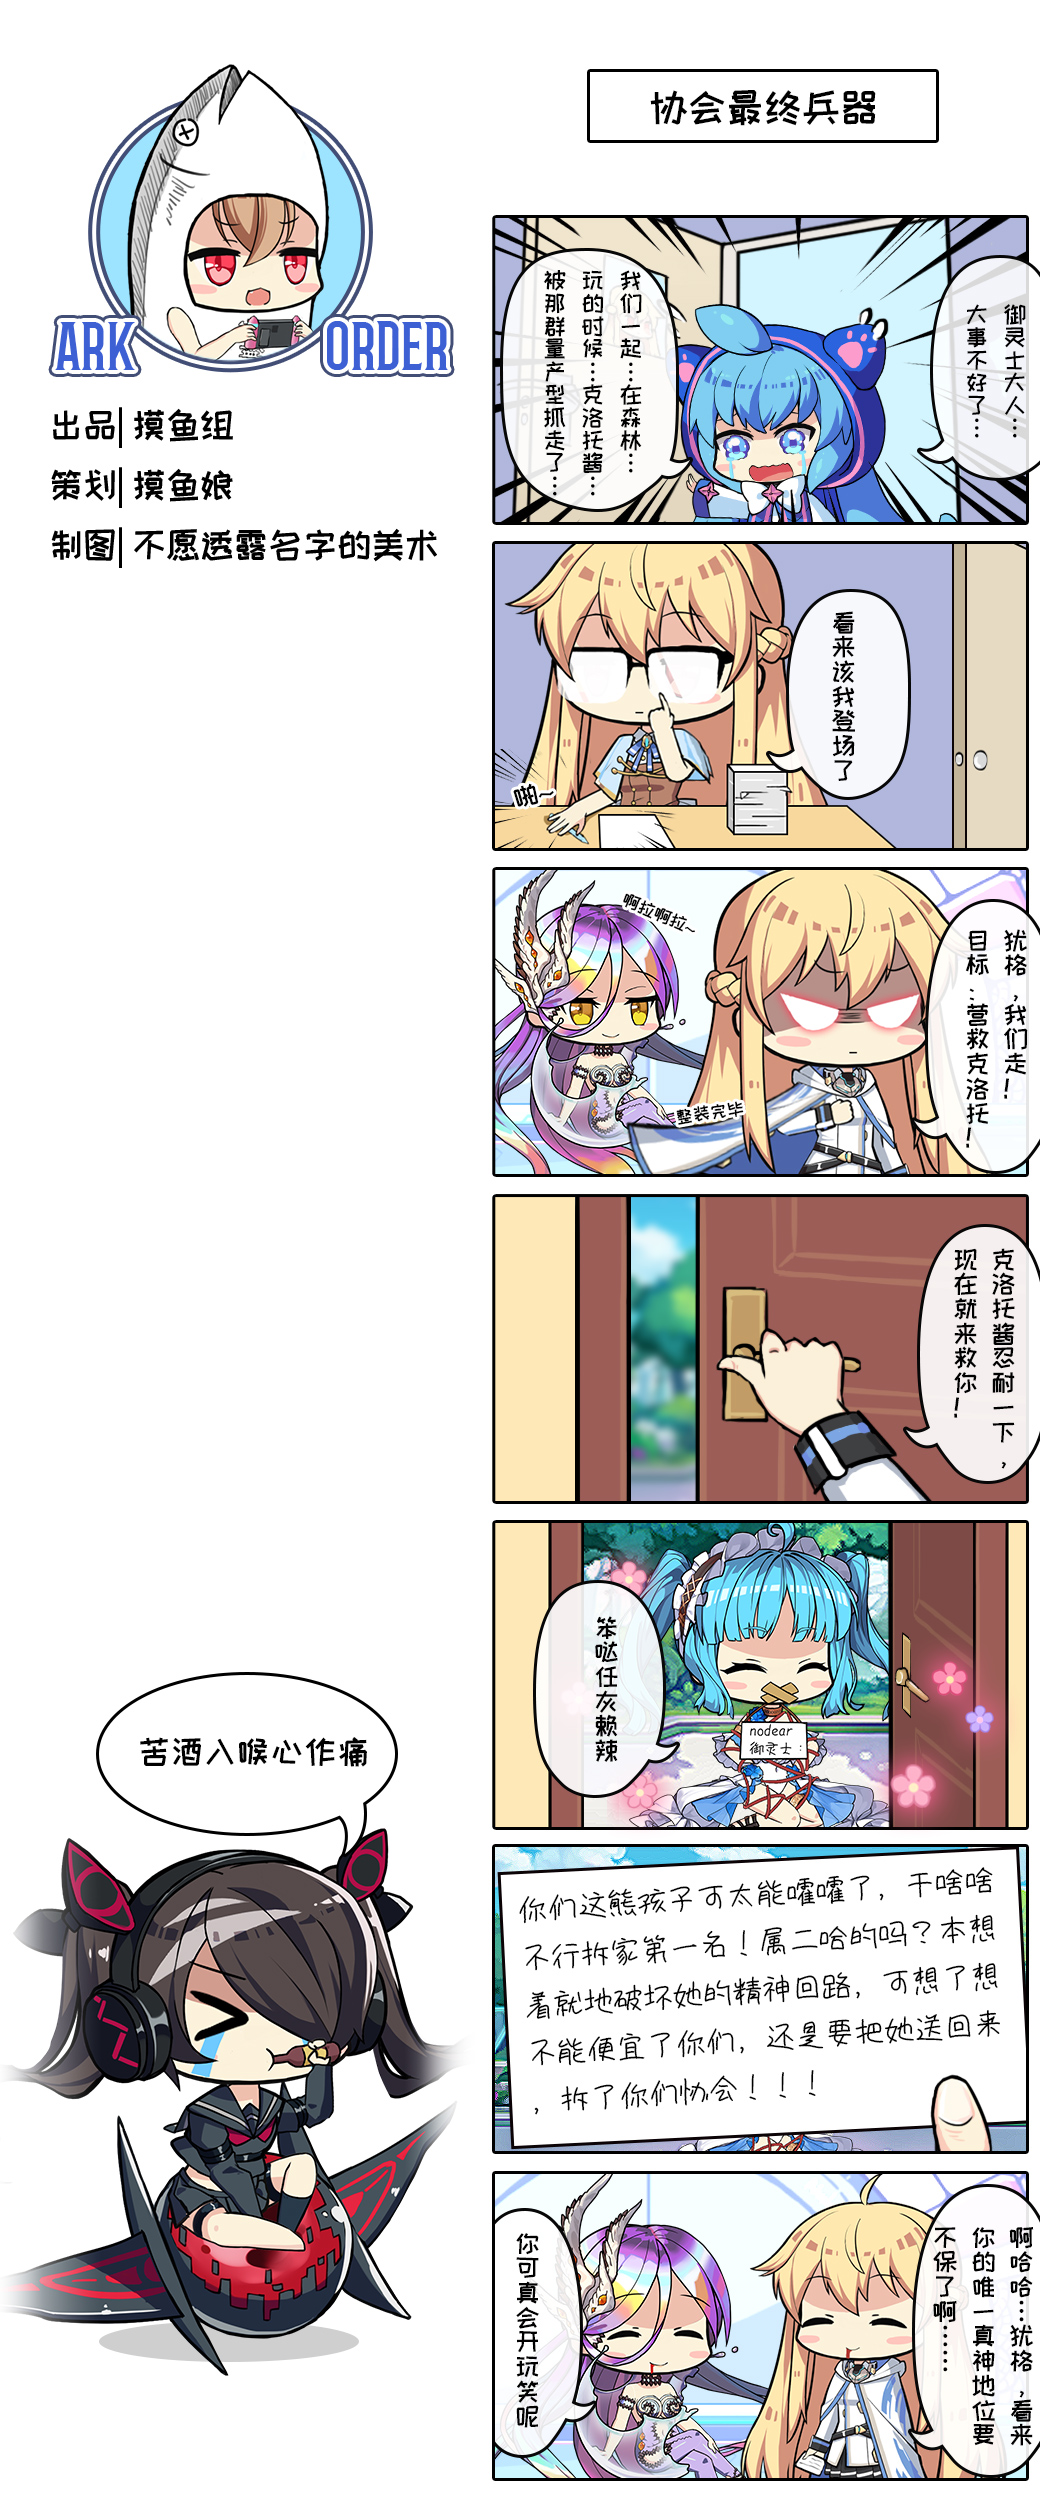 协会最终兵器
ARK ORDER
出品 摸鱼组
策划 摸鱼娘
制图 不愿透露名字的美术
御灵士大人…
大事不好了…
我们一起…在森林…
玩的时候…克洛托酱…
被那群量产型抓走了…
看来该我登场了
啪~
犹格，我们走！
目标：营救克洛托！
啊拉啊拉~
整装完毕
克洛托酱忍耐一下，
现在就来救你！
笨哒任灰赖辣
nodear
御灵士：
你们这熊孩子可太能嚯嚯了，干啥啥
不行拆家第一名！属二哈的吗？本想
着就地破坏她的精神回路，可想了想
不能便宜了你们，还是要把她送回来
，拆了你们协会！！！
啊哈哈…犹格，看来
你的唯一真神地位要
不保了啊……
你可真会开玩笑呢
苦酒入喉心作痛